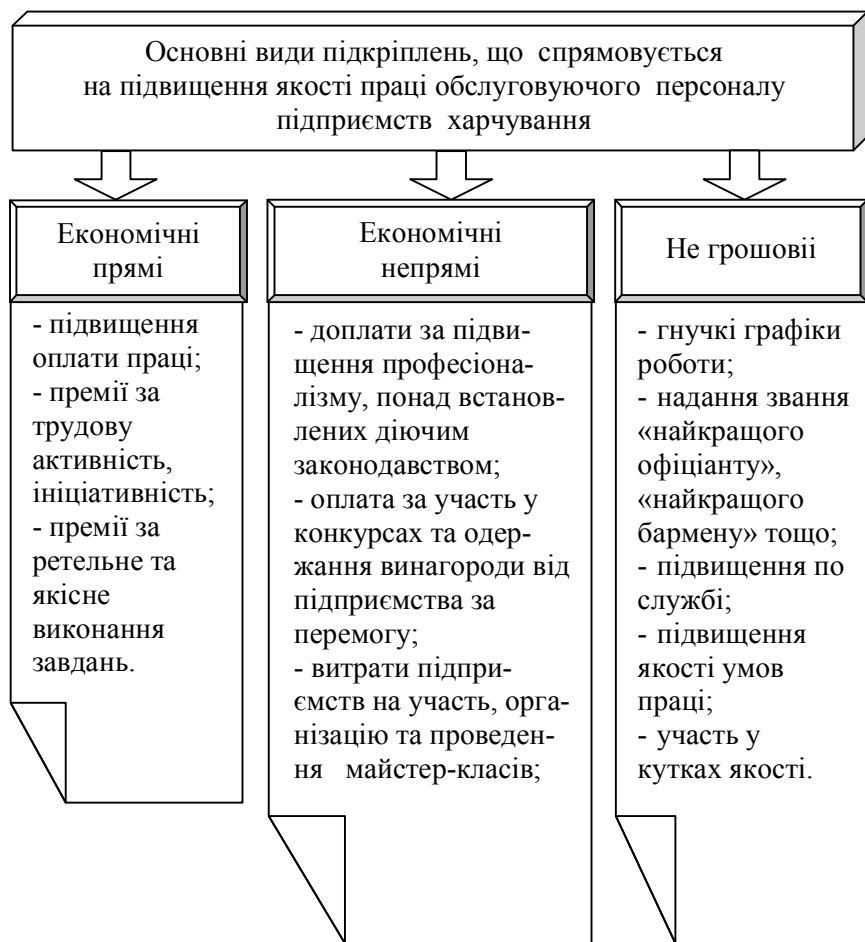 Основні види підкріплень, що спрямовується
на підвищення якості праці обслуговуючого персоналу
підприємств харчування
Економічні
прямі
- підвищення
оплати праці;
- премії за
трудову
активність,
ініціативність;
- премії за
ретельне та
якісне
виконання
завдань.
Економічні
непрямі
- доплати за підви-
щення професіона-
лізму, понад встанов-
лених діючим
законодавством;
- оплата за участь у
конкурсах та одер-
жання винагороди від
підприємства за
перемогу;
- витрати підпри-
ємств на участь, орга-
нізацію та проведен-
ня майстер-класів;
Не грошовіі
- гнучкі графіки
роботи;
- надання звання
«найкращого
офіціанту»,
«найкращого
бармену» тощо;
- підвищення по
службі;
- підвищення
якості умов
праці;
- участь у
кутках якості.